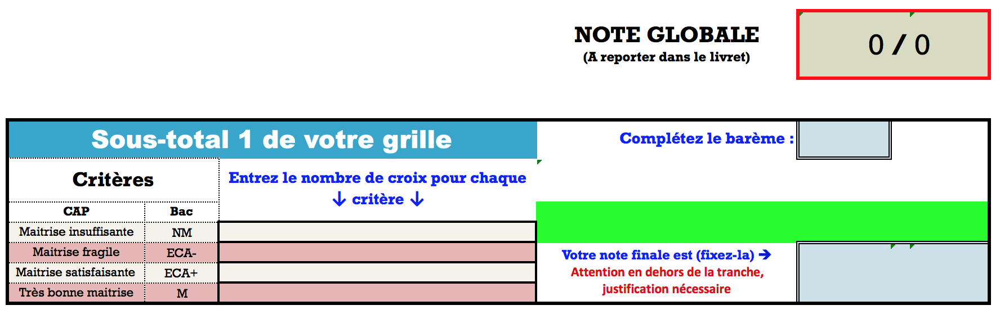 NOTE GLOBALE
(A reporter dans le livret)
0 / 0
Sous-total 1 de votre grille
Complétez le barème :
Critères
Entrez le nombre de croix pour chaque
↓ critère ↓
CAP
Bac
Maitrise insuffisante
NM
Maitrise fragile
ECA-
Maitrise satisfaisante
ECA+
Très bonne maitrise
M
Votre note finale est (fixez-la) ➔
Attention en dehors de la tranche,
justification nécessaire